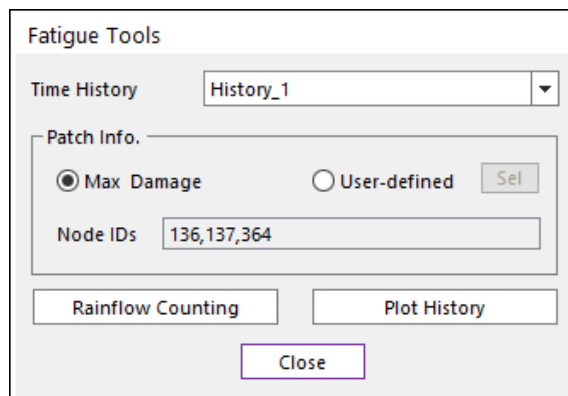 Fatigue Tools
Time History History_1
Patch Info.
Max Damage User-defined Sel
Node IDs 136,137,364
Rainflow Counting Plot History
Close